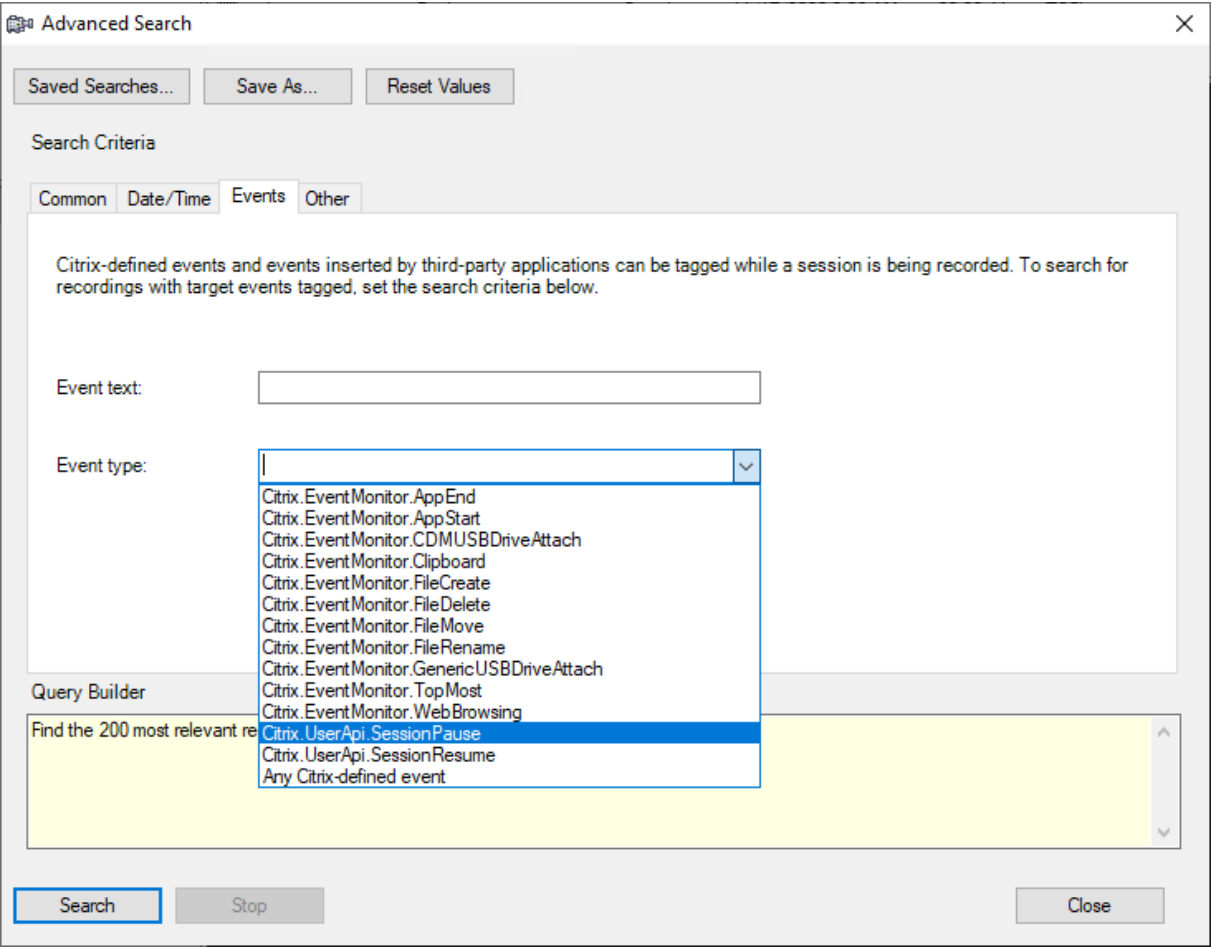 Advanced Search
Saved Searches...
Save As...
Reset Values
Search Criteria
Common
Date/Time
Events
Other
Citrix-defined events and events inserted by third-party applications can be tagged while a session is being recorded. To search for
recordings with target events tagged, set the search criteria below.
Event text:
Event type:
Citrix.EventMonitor.AppEnd
Citrix.EventMonitor.AppStart
Citrix.EventMonitor.CDMUSBDriveAttach
Citrix.EventMonitor.Clipboard
Citrix.EventMonitor.FileCreate
Citrix.EventMonitor.FileDelete
Citrix.EventMonitor.FileMove
Citrix.EventMonitor.FileRename
Citrix.EventMonitor.GenericUSBDriveAttach
Citrix.EventMonitor.TopMost
Citrix.EventMonitor.WebBrowsing
Citrix.UserApi.SessionPause
Citrix.UserApi.SessionResume
Any Citrix-defined event
Query Builder
Find the 200 most relevant re
Search
Stop
Close